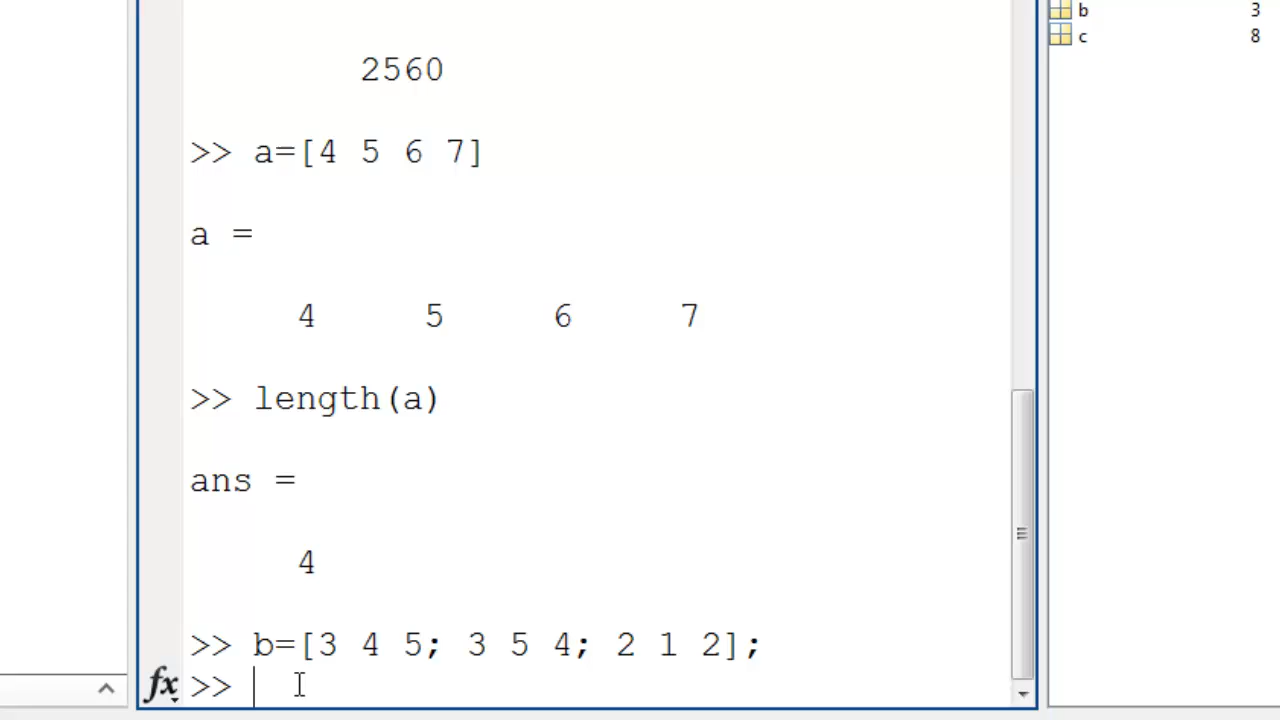 2560
>> a=[4 5 6 7]
a =
4 5 6 7
>> length(a)
ans =
4
>> b=[3 4 5; 3 5 4; 2 1 2];
fx >>
b 3
c 8